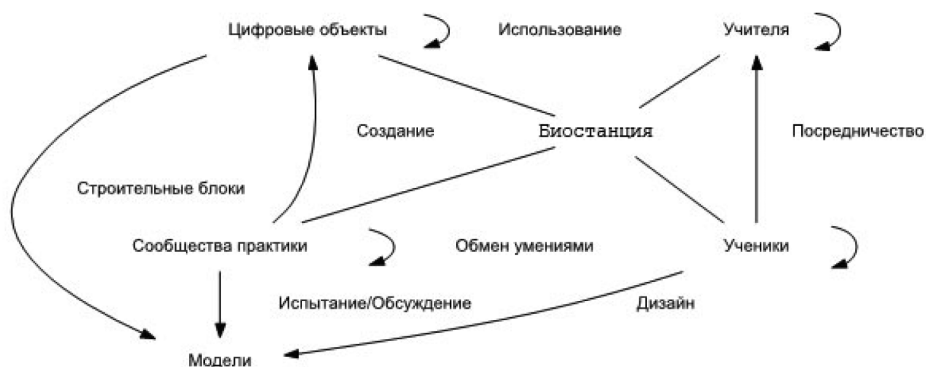 Цифровые объекты
Использование
Учителя
Создание
Биостанция
Посредничество
Строительные блоки
Сообщества практики
Обмен умениями
Ученики
Испытание/Обсуждение
Дизайн
Модели